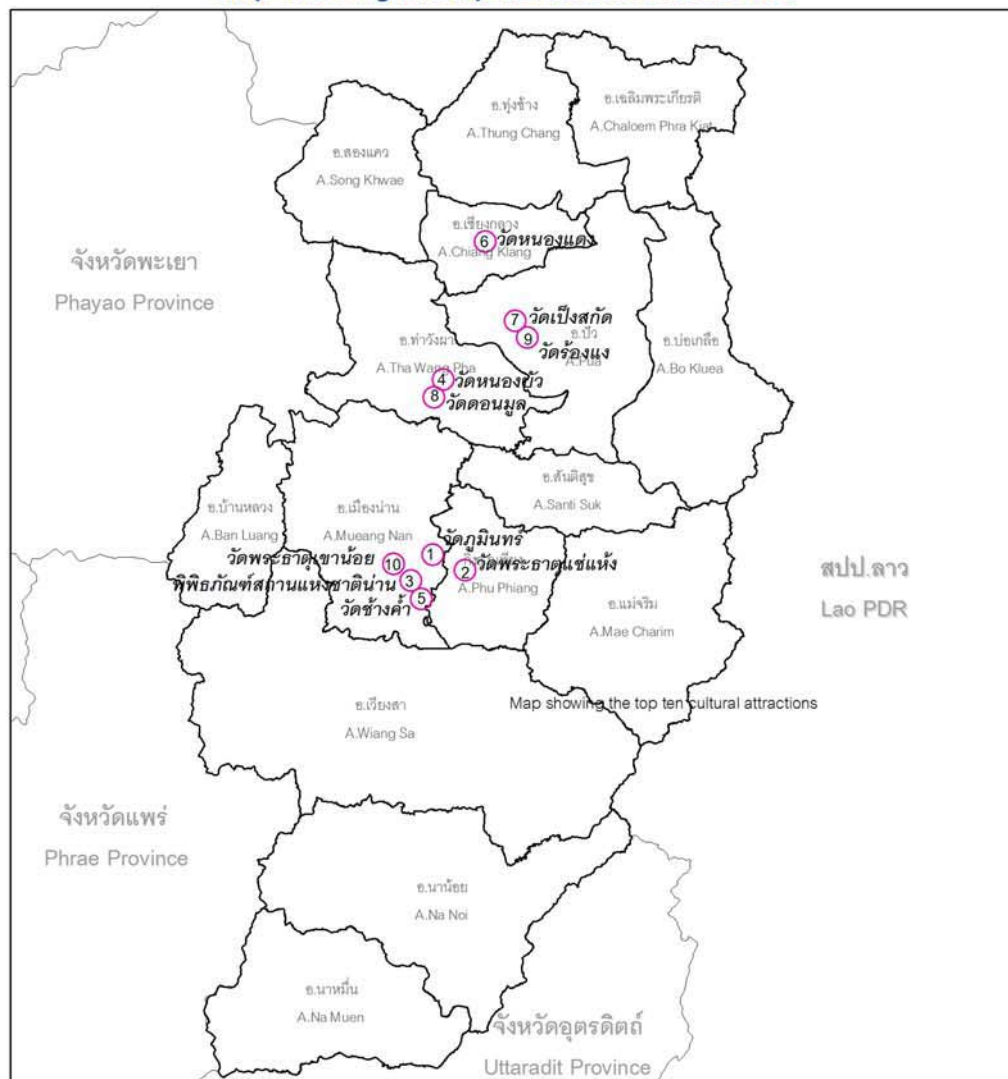 อ.ทุ่งช้าง
A.Thung Chang
อ.เฉลิมพระเกียรติ
A.Chaloem Phra Kiat
อ.สองแคว
A.Song Khwae
อ.เชียงกลาง
A.Chiang Klang
6 วัดหนองแดง
จังหวัดพะเยา
Phayao Province
7 วัดเป็งสกัด
อ.ปัว
A.Pua
9 วัดร้องแง
อ.ท่าวังผา
A.Tha Wang Pha
อ.บ่อเกลือ
A.Bo Kluea
4 วัดหนองบัว
8 วัดดอนมูล
อ.สันติสุข
A.Santi Suk
อ.บ้านหลวง
A.Ban Luang
อ.เมืองน่าน
A.Mueang Nan
1 วัดภูมินทร์
วัดพระธาตุเขาน้อย 10
2 วัดพระธาตุแช่แห้ง
A.Phu Phiang
พิพิธภัณฑ์สถานแห่งชาติน่าน 3
วัดช้างค้ำ 5
อ.แม่จริม
A.Mae Charim
สปป.ลาว
Lao PDR
อ.เวียงสา
A.Wiang Sa
Map showing the top ten cultural attractions
จังหวัดแพร่
Phrae Province
อ.นาน้อย
A.Na Noi
อ.นาหมื่น
A.Na Muen
จังหวัดอุตรดิตถ์
Uttaradit Province